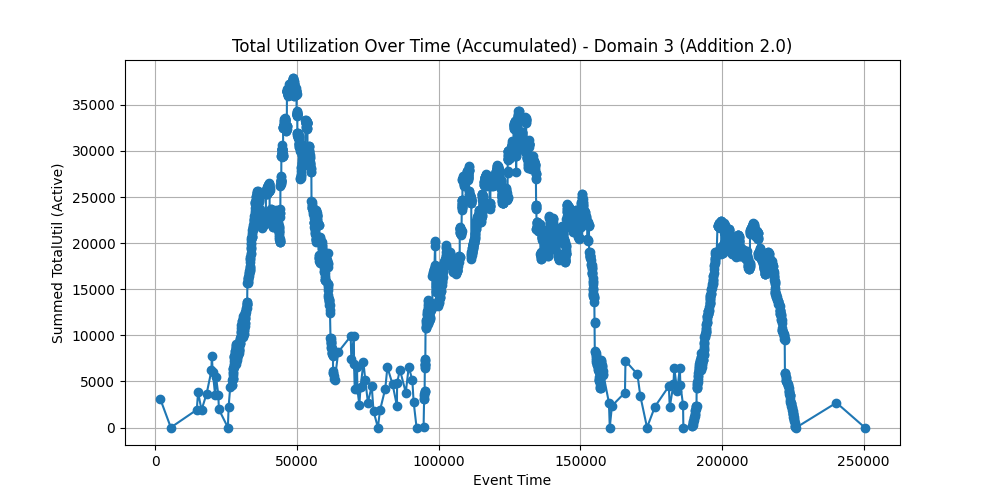 Total Utilization Over Time (Accumulated) - Domain 3 (Addition 2.0)
Summed TotalUtil (Active)
35000
30000
25000
20000
15000
10000
5000
0
0 50000 100000 150000 200000 250000
Event Time